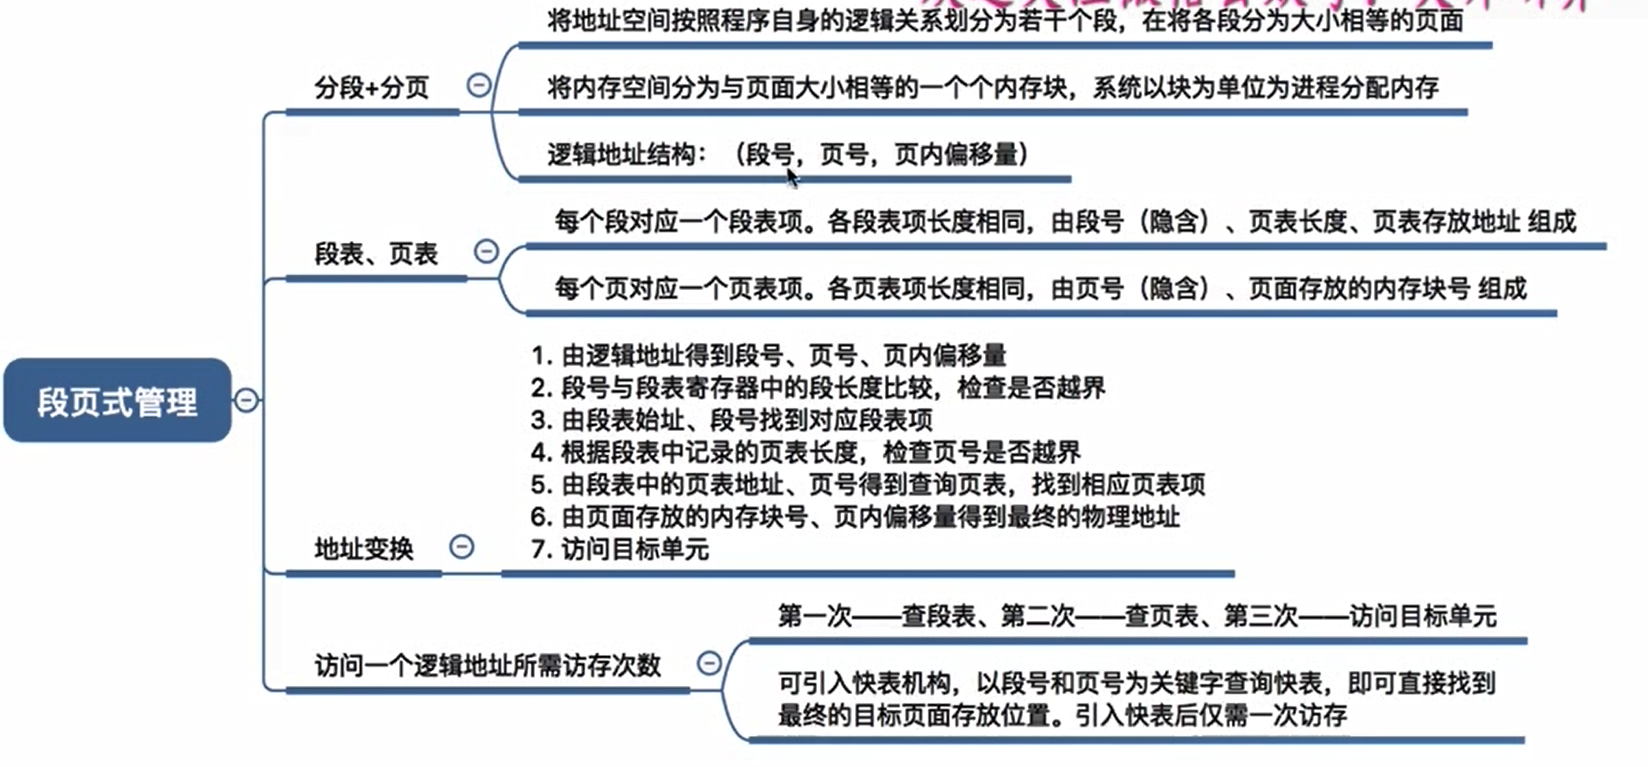 将地址空间按照程序自身的逻辑关系划分为若干个段，在将各段分为大小相等的页面
分段+分页
将内存空间分为与页面大小相等的一个个内存块，系统以块为单位为进程分配内存
逻辑地址结构：（段号，页号，页内偏移量）
每个段对应一个段表项。各段表项长度相同，由段号（隐含）、页表长度、页表存放地址 组成
段表、页表
每个页对应一个页表项。各页表项长度相同，由页号（隐含）、页面存放的内存块号 组成
段页式管理
1. 由逻辑地址得到段号、页号、页内偏移量
2. 段号与段表寄存器中的段长度比较，检查是否越界
3. 由段表始址、段号找到对应段表项
4. 根据段表中记录的页表长度，检查页号是否越界
5. 由段表中的页表地址、页号得到查询页表，找到相应页表项
6. 由页面存放的内存块号、页内偏移量得到最终的物理地址
7. 访问目标单元
地址变换
第一次——查段表、第二次——查页表、第三次——访问目标单元
访问一个逻辑地址所需访存次数
可引入快表机构，以段号和页号为关键字查询快表，即可直接找到
最终的目标页面存放位置。引入快表后仅需一次访存